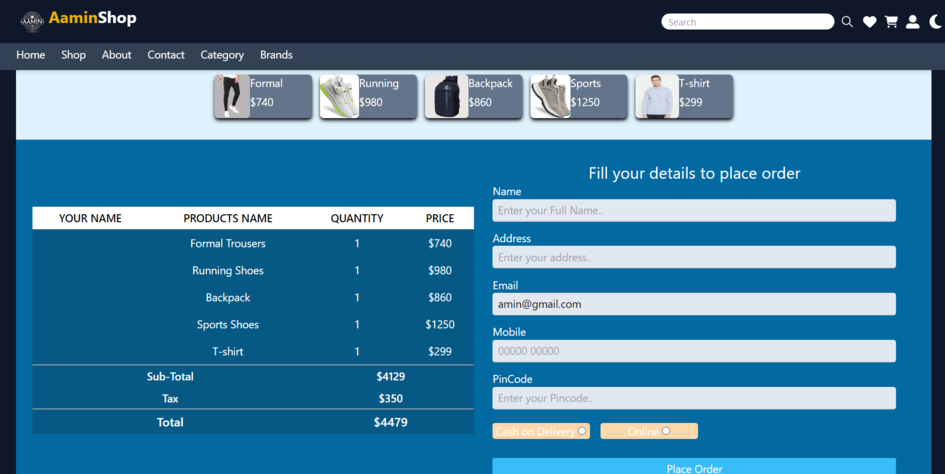 AAMIN
AaminShop
Search
Home Shop About Contact Category Brands
Formal
$740
Running
$980
Backpack
$860
Sports
$1250
T-shirt
$299
YOUR NAME PRODUCTS NAME QUANTITY PRICE
Formal Trousers 1 $740
Running Shoes 1 $980
Backpack 1 $860
Sports Shoes 1 $1250
T-shirt 1 $299
Sub-Total $4129
Tax $350
Total $4479
Fill your details to place order
Name
Enter your Full Name..
Address
Enter your address..
Email
amin@gmail.com
Mobile
00000 00000
PinCode
Enter your Pincode..
Cash on Delivery Online
Place Order